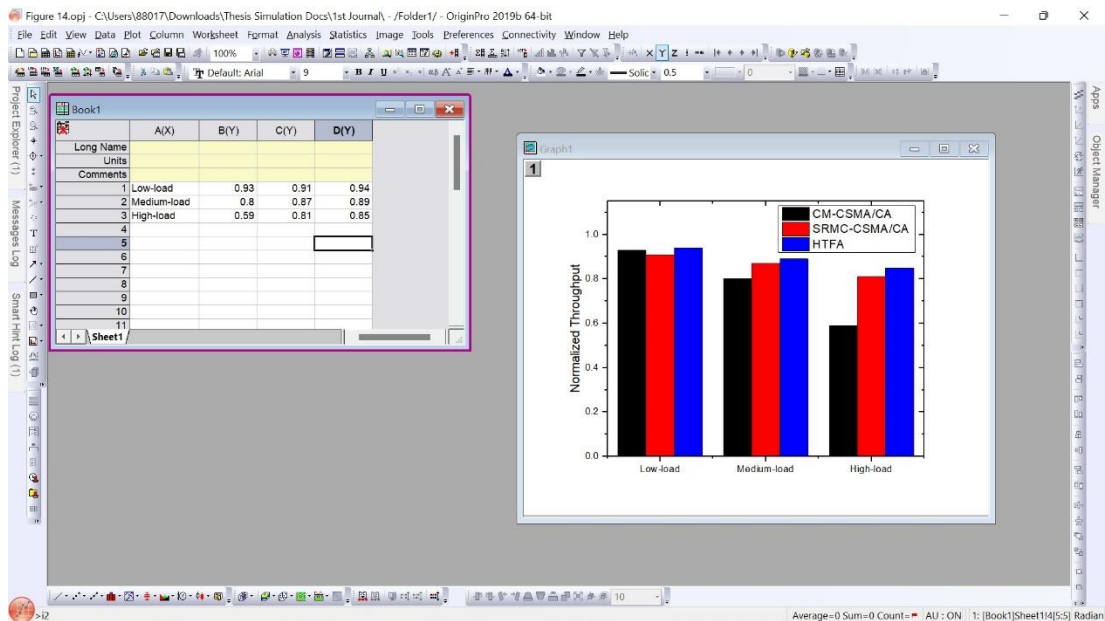 Figure 14.opj - C:\Users\88017\Downloads\Thesis Simulation Docs\1st Journal\ - /Folder1/ - OriginPro 2019b 64-bit
File Edit View Data Plot Column Worksheet Format Analysis Statistics Image Tools Preferences Connectivity Window Help
100%
Default: Arial 9 B I U Solic 0.5 0
Project Explorer (1)
Messages Log
Smart Hint Log (1)
Book1
A(X) B(Y) C(Y) D(Y)
Long Name
Units
Comments
1 Low-load 0.93 0.91 0.94
2 Medium-load 0.8 0.87 0.89
3 High-load 0.59 0.81 0.85
4
5
6
7
8
9
10
11
Sheet1
Graph1
1
CM-CSMA/CA
SRMC-CSMA/CA
HTFA
1.0
0.8
0.6
0.4
0.2
0.0
Normalized Throughput
Low-load Medium-load High-load
Apps
Object Manager
10
>i2
Average=0 Sum=0 Count= AU : ON 1: [Book1]Sheet1!4[5:5] Radian